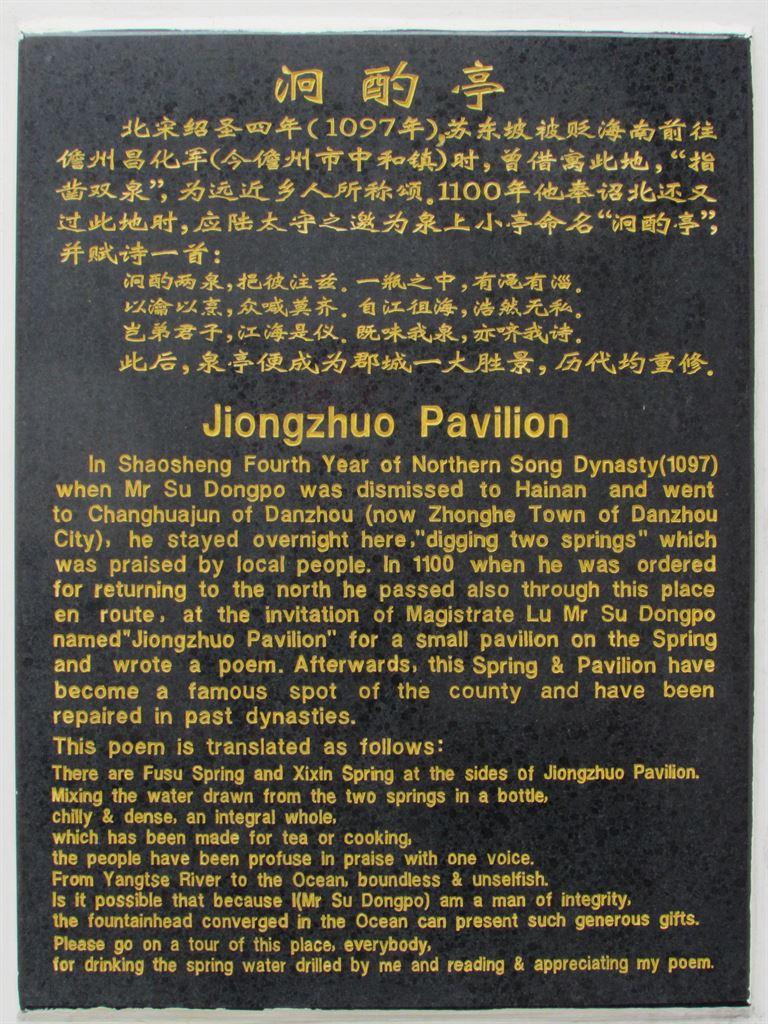 泂酌亭
北宋绍圣四年(1097年),苏东坡被贬海南前往
儋州昌化军(今儋州市中和镇)时,曾借寓此地,“指
凿双泉”,为远近乡人所称颂。1100年他奉诏北还又
过此地时,应陆太守之邀为泉上小亭命名“泂酌亭”,
并赋诗一首:
泂酌两泉,挹彼注兹。一瓶之中,有渑有淄。
以瀹以烹,众喊莫齐。自江徂海,浩然无私。
岂弟君子,江海是仪。既味我泉,亦哜我诗。
此后,泉亭便成为郡城一大胜景,历代均重修。
Jiongzhuo Pavilion
In Shaosheng Fourth Year of Northern Song Dynasty(1097)
when Mr Su Dongpo was dismissed to Hainan and went
to Changhuajun of Danzhou (now Zhonghe Town of Danzhou
City), he stayed overnight here,"digging two springs" which
was praised by local people. In 1100 when he was ordered
for returning to the north he passed also through this place
en route, at the invitation of Magistrate Lu Mr Su Dongpo
named"Jiongzhuo Pavilion" for a small pavilion on the Spring
and wrote a poem. Afterwards, this Spring & Pavilion have
become a famous spot of the county and have been
repaired in past dynasties.
This poem is translated as follows:
There are Fusu Spring and Xixin Spring at the sides of Jiongzhuo Pavilion.
Mixing the water drawn from the two springs in a bottle,
chilly & dense, an integral whole,
which has been made for tea or cooking,
the people have been profuse in praise with one voice.
From Yangtse River to the Ocean, boundless & unselfish.
Is it possible that because I(Mr Su Dongpo) am a man of integrity,
the fountainhead converged in the Ocean can present such generous gifts.
Please go on a tour of this place, everybody,
for drinking the spring water drilled by me and reading & appreciating my poem.